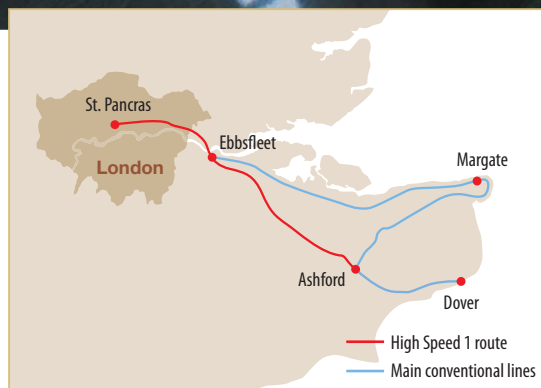 St. Pancras
Ebbsfleet
London
Margate
Ashford
Dover
High Speed 1 route
Main conventional lines